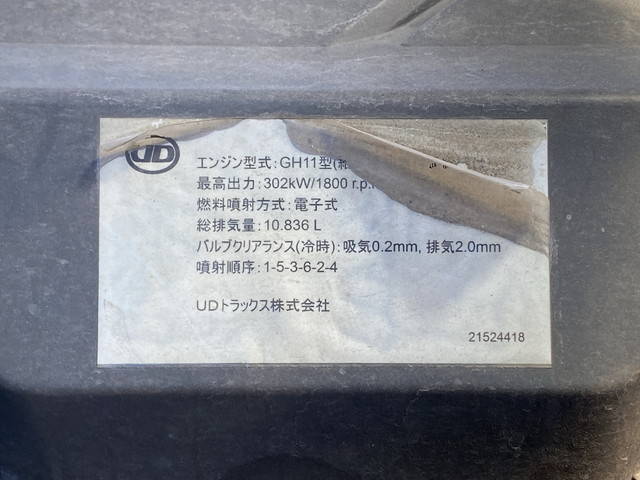 UD
エンジン型式:GH11型(
最高出力:302kW/1800 r.p.
燃料噴射方式:電子式
総排気量:10.836 L
バルブクリアランス(冷時):吸気0.2mm, 排気2.0mm
噴射順序:1-5-3-6-2-4
UDトラックス株式会社
21524418